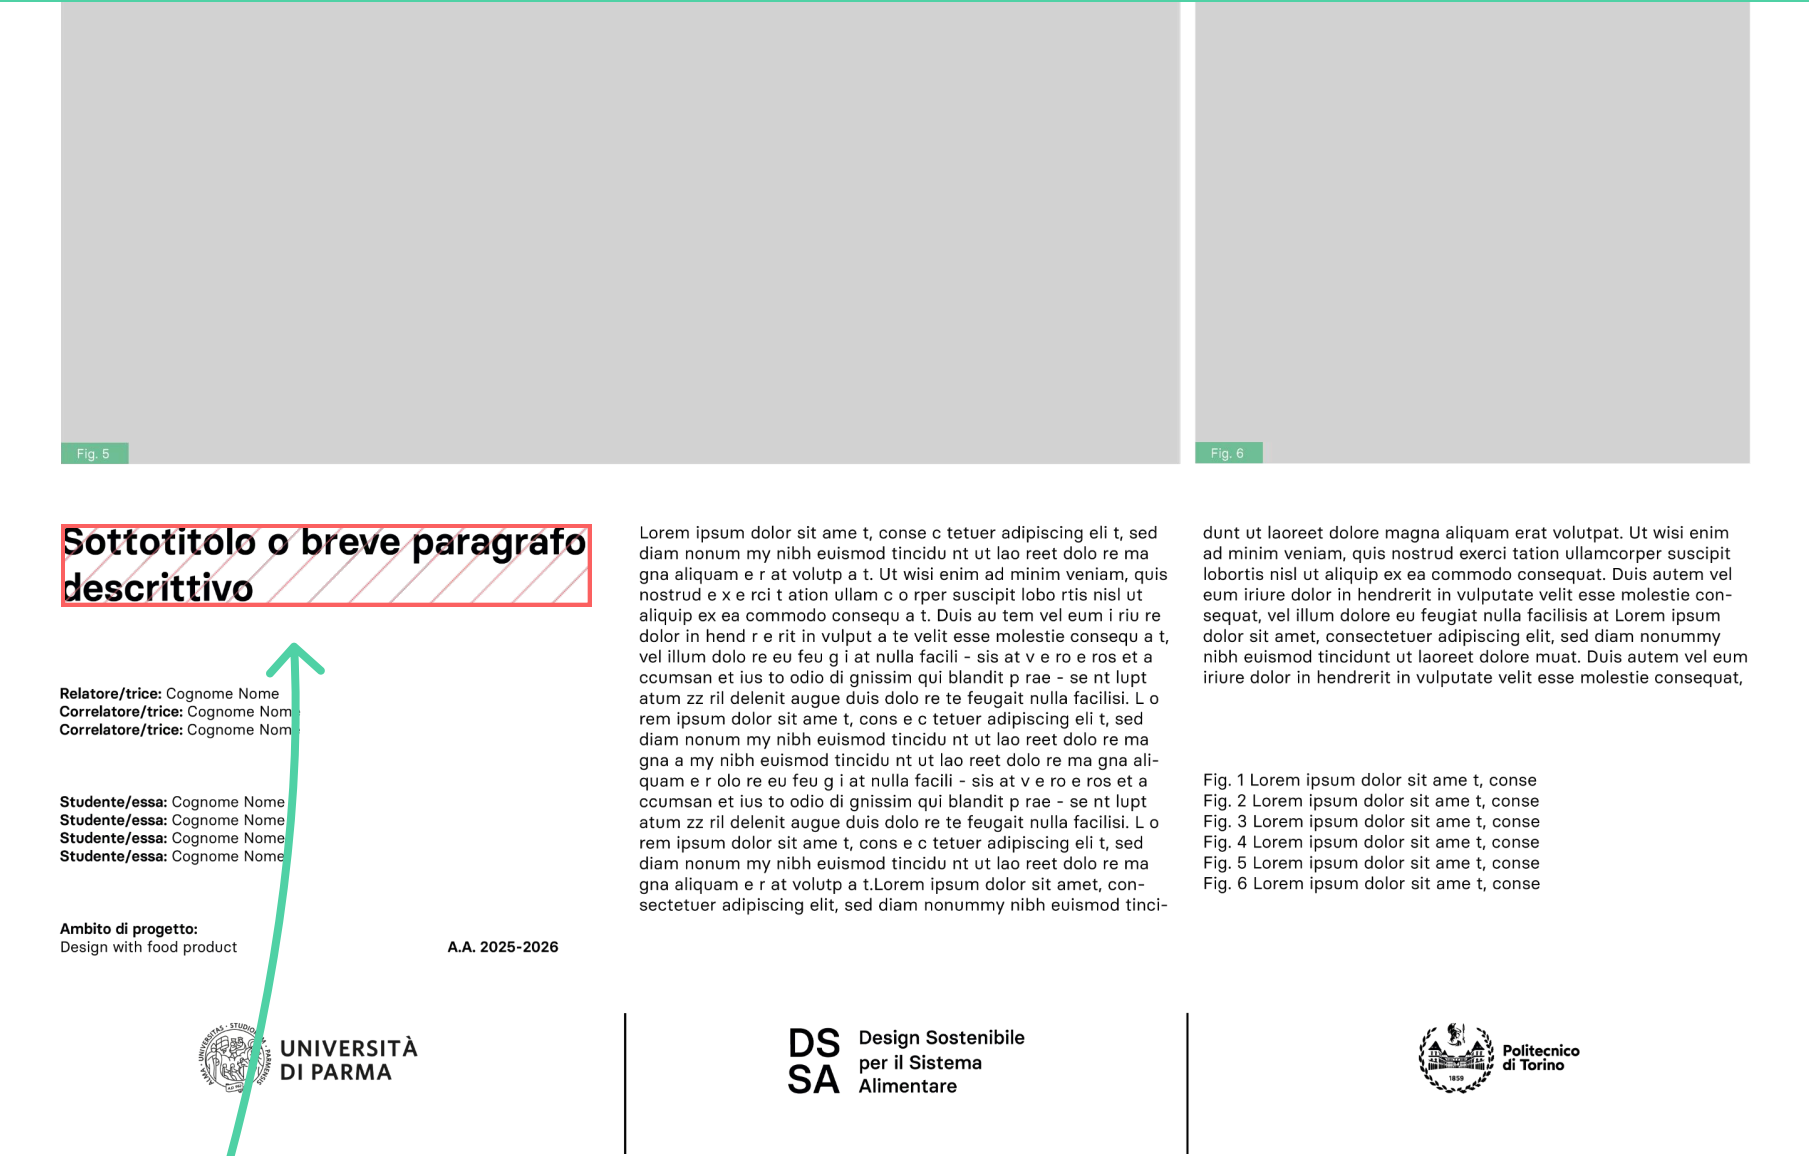 Fig. 5
Fig. 6
Sottotitolo o breve paragrafo
descrittivo
Relatore/trice: Cognome Nome
Correlatore/trice: Cognome Nome
Correlatore/trice: Cognome Nome
Studente/essa: Cognome Nome
Studente/essa: Cognome Nome
Studente/essa: Cognome Nome
Studente/essa: Cognome Nome
Ambito di progetto:
Design with food product
A.A. 2025-2026
Lorem ipsum dolor sit ame t, conse c tetuer adipiscing eli t, sed
diam nonum my nibh euismod tincidu nt ut lao reet dolo re ma
gna aliquam e r at volutp a t. Ut wisi enim ad minim veniam, quis
nostrud e x e rci t ation ullam c o rper suscipit lobo rtis nisl ut
aliquip ex ea commodo consequ a t. Duis au tem vel eum i riu re
dolor in hend r e rit in vulput a te velit esse molestie consequ a t,
vel illum dolo re eu feu g i at nulla facili - sis at v e ro e ros et a
ccumsan et ius to odio di gnissim qui blandit p rae - se nt lupt
atum zz ril delenit augue duis dolo re te feugait nulla facilisi. L o
rem ipsum dolor sit ame t, cons e c tetuer adipiscing eli t, sed
diam nonum my nibh euismod tincidu nt ut lao reet dolo re ma
gna a my nibh euismod tincidu nt ut lao reet dolo re ma gna ali-
quam e r olo re eu feu g i at nulla facili - sis at v e ro e ros et a
ccumsan et ius to odio di gnissim qui blandit p rae - se nt lupt
atum zz ril delenit augue duis dolo re te feugait nulla facilisi. L o
rem ipsum dolor sit ame t, cons e c tetuer adipiscing eli t, sed
diam nonum my nibh euismod tincidu nt ut lao reet dolo re ma
gna aliquam e r at volutp a t.Lorem ipsum dolor sit amet, con-
sectetuer adipiscing elit, sed diam nonummy nibh euismod tinci-
dunt ut laoreet dolore magna aliquam erat volutpat. Ut wisi enim
ad minim veniam, quis nostrud exerci tation ullamcorper suscipit
lobortis nisl ut aliquip ex ea commodo consequat. Duis autem vel
eum iriure dolor in hendrerit in vulputate velit esse molestie con-
sequat, vel illum dolore eu feugiat nulla facilisis at Lorem ipsum
dolor sit amet, consectetuer adipiscing elit, sed diam nonummy
nibh euismod tincidunt ut laoreet dolore muat. Duis autem vel eum
iriure dolor in hendrerit in vulputate velit esse molestie consequat,
Fig. 1 Lorem ipsum dolor sit ame t, conse
Fig. 2 Lorem ipsum dolor sit ame t, conse
Fig. 3 Lorem ipsum dolor sit ame t, conse
Fig. 4 Lorem ipsum dolor sit ame t, conse
Fig. 5 Lorem ipsum dolor sit ame t, conse
Fig. 6 Lorem ipsum dolor sit ame t, conse
UNIVERSITÀ
DI PARMA
DS
SA
Design Sostenibile
per il Sistema
Alimentare
1859
Politecnico
di Torino